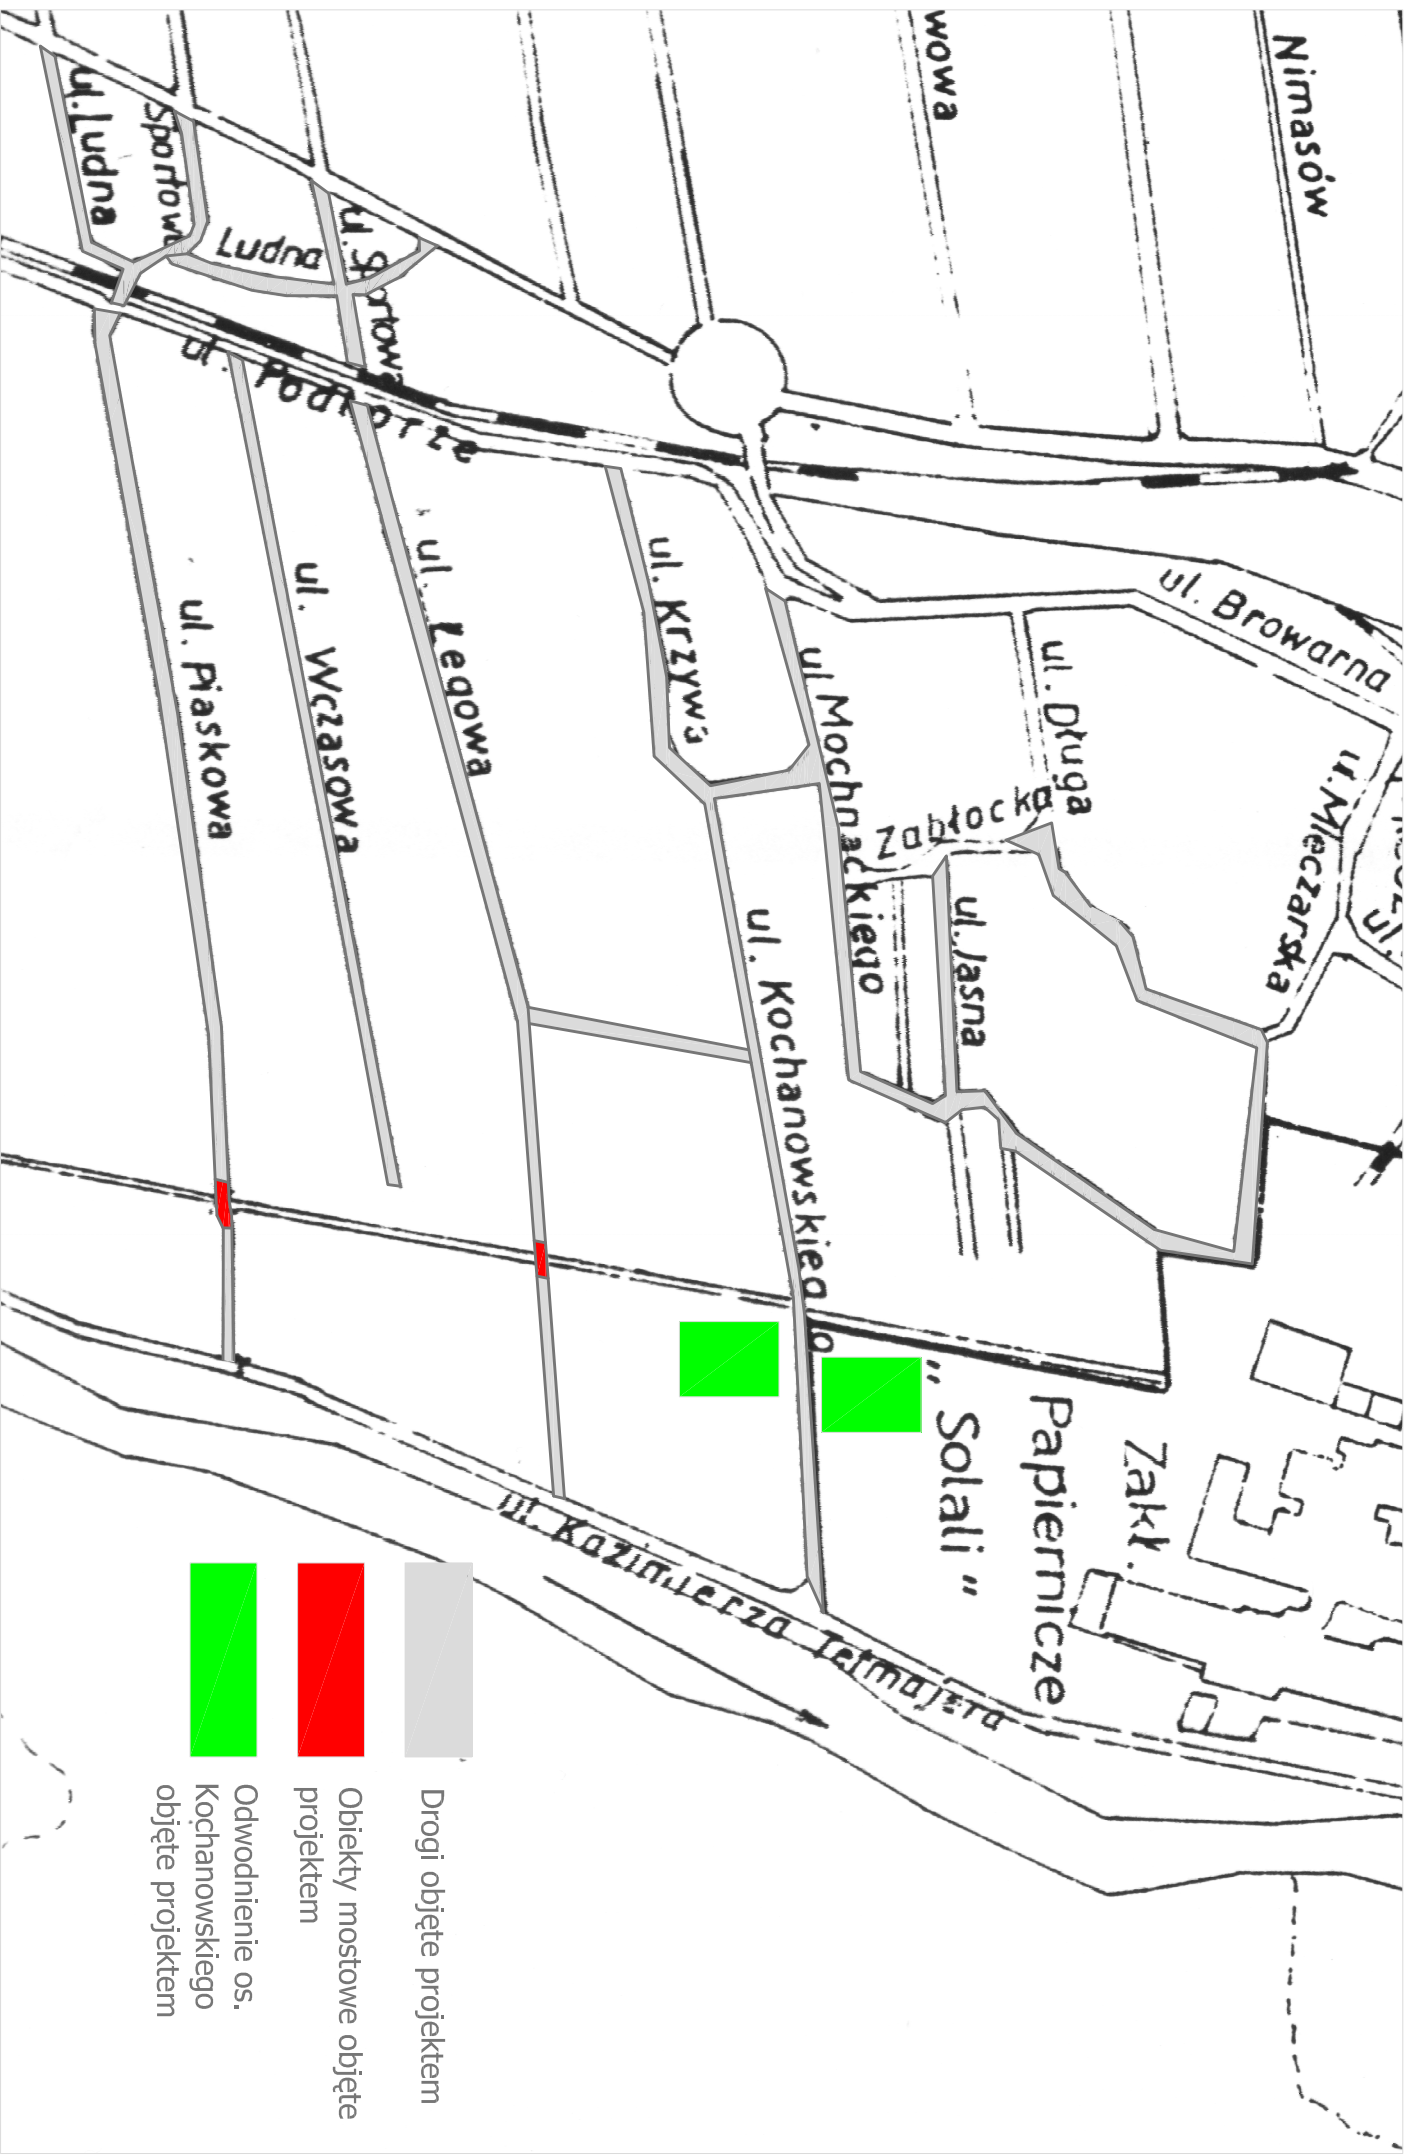 Nimasów
wowa
ul. Ludna
Sportowa
Ludna
ul. Sportowa
ul. Podkorze
ul. Browarna
ul. Mleczarska
ul.
ul. Długa
Zabłocka
ul. Jasna
ul. Mochnackiego
ul. Krzywa
ul. Kochanowskiego
ul. Łęgowa
ul. Wczasowa
ul. Piaskowa
Zakł.
Papiernicze
" Solali "
ul. Kazimierza Tetmajera
Drogi objęte projektem
Obiekty mostowe objęte
projektem
Odwodnienie os.
Kochanowskiego
objęte projektem